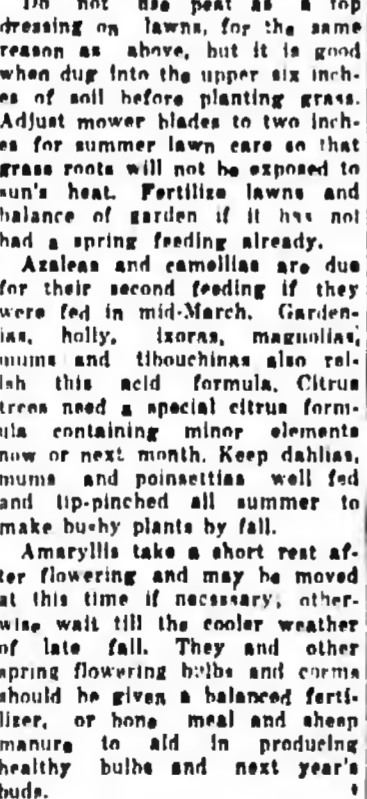 Do not use peat as a top
dressing on lawns, for the same
reason as above, but it is good
when dug into the upper six inch-
es of soil before planting grass.
Adjust mower blades to two inch-
es for summer lawn care so that
grass roots will not be exposed to
sun's heat. Fertilize lawns and
balance of garden if it has not
had a spring feeding already.
Azaleas and camellias are due
for their second feeding if they
were fed in mid-March. Garden-
ias, holly, ixoras, magnolias,
mums and tibouchinas also rel-
ish this acid formula. Citrus
trees need a special citrus form-
ula containing minor elements
now or next month. Keep dahlias,
mums and poinsettias well fed
and tip-pinched all summer to
make bushy plants by fall.
Amaryllis take a short rest af-
ter flowering and may be moved
at this time if necssary, other-
wise wait till the cooler weather
of late fall. They and other
spring flowering bulbs and corms
should be given a balanced ferti-
lizer, or bone meal and sheep
manure to aid in producing
healthy bulbs and next year's
buds.